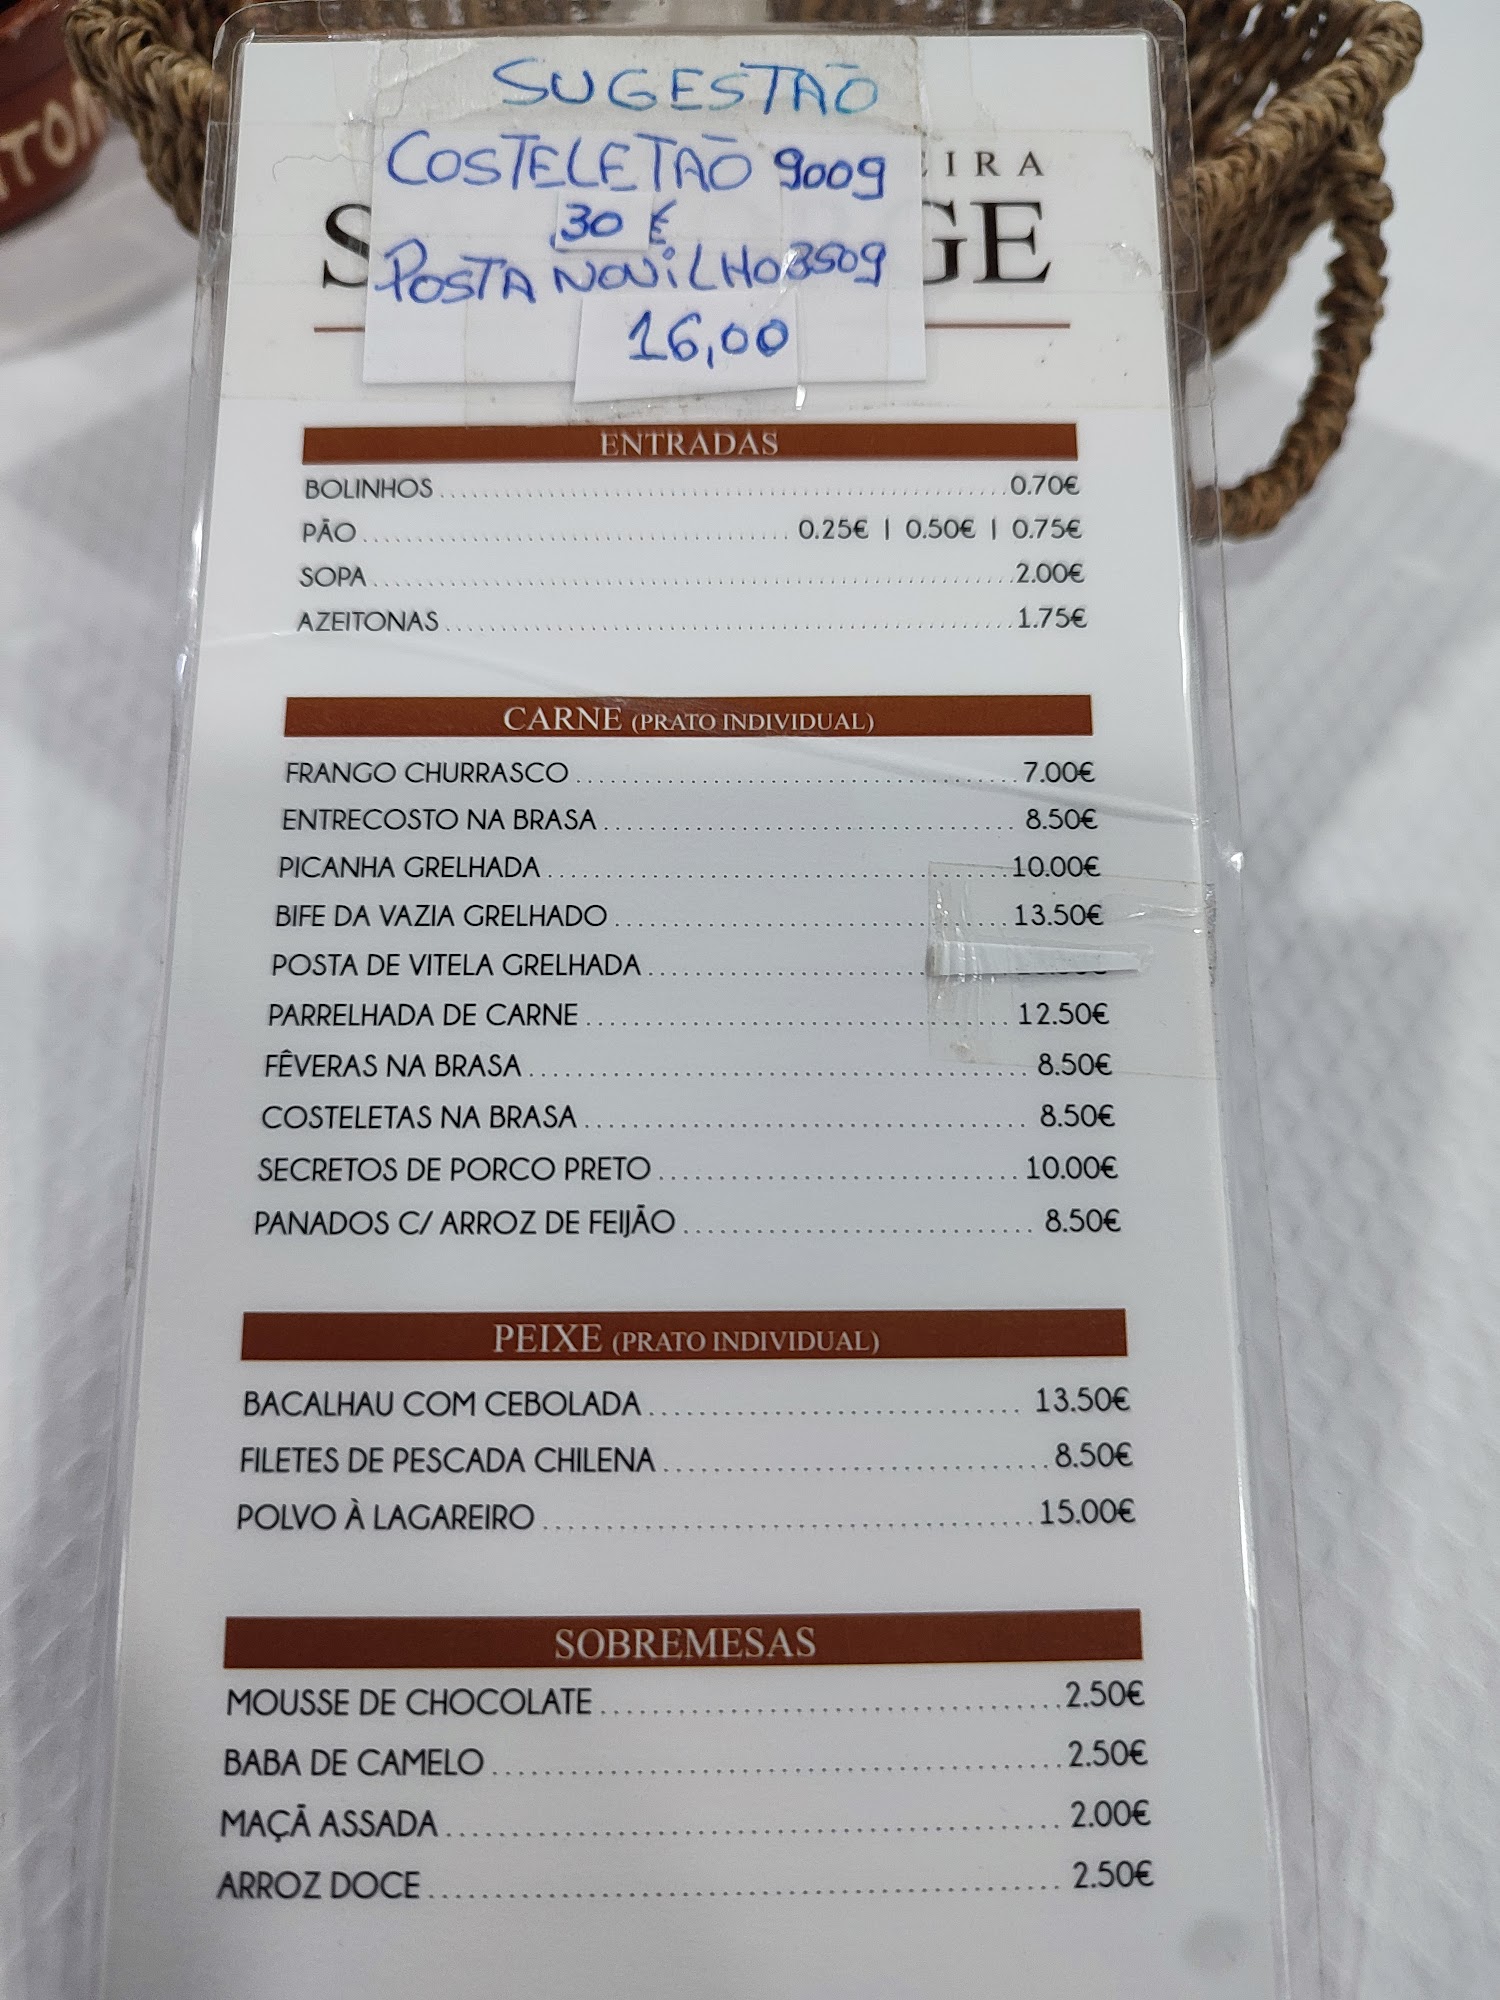 SUGESTÃO
COSTELETÃO 900g
30 €
POSTA NOVILHO 350g
16,00
ENTRADAS
BOLINHOS 0.70€
PÃO 0.25€ | 0.50€ | 0.75€
SOPA 2.00€
AZEITONAS 1.75€
CARNE (PRATO INDIVIDUAL)
FRANGO CHURRASCO 7.00€
ENTRECOSTO NA BRASA 8.50€
PICANHA GRELHADA 10.00€
BIFE DA VAZIA GRELHADO 13.50€
POSTA DE VITELA GRELHADA
PARRELHADA DE CARNE 12.50€
FÊVERAS NA BRASA 8.50€
COSTELETAS NA BRASA 8.50€
SECRETOS DE PORCO PRETO 10.00€
PANADOS C/ ARROZ DE FEIJÃO 8.50€
PEIXE (PRATO INDIVIDUAL)
BACALHAU COM CEBOLADA 13.50€
FILETES DE PESCADA CHILENA 8.50€
POLVO À LAGAREIRO 15.00€
SOBREMESAS
MOUSSE DE CHOCOLATE 2.50€
BABA DE CAMELO 2.50€
MAÇÃ ASSADA 2.00€
ARROZ DOCE 2.50€